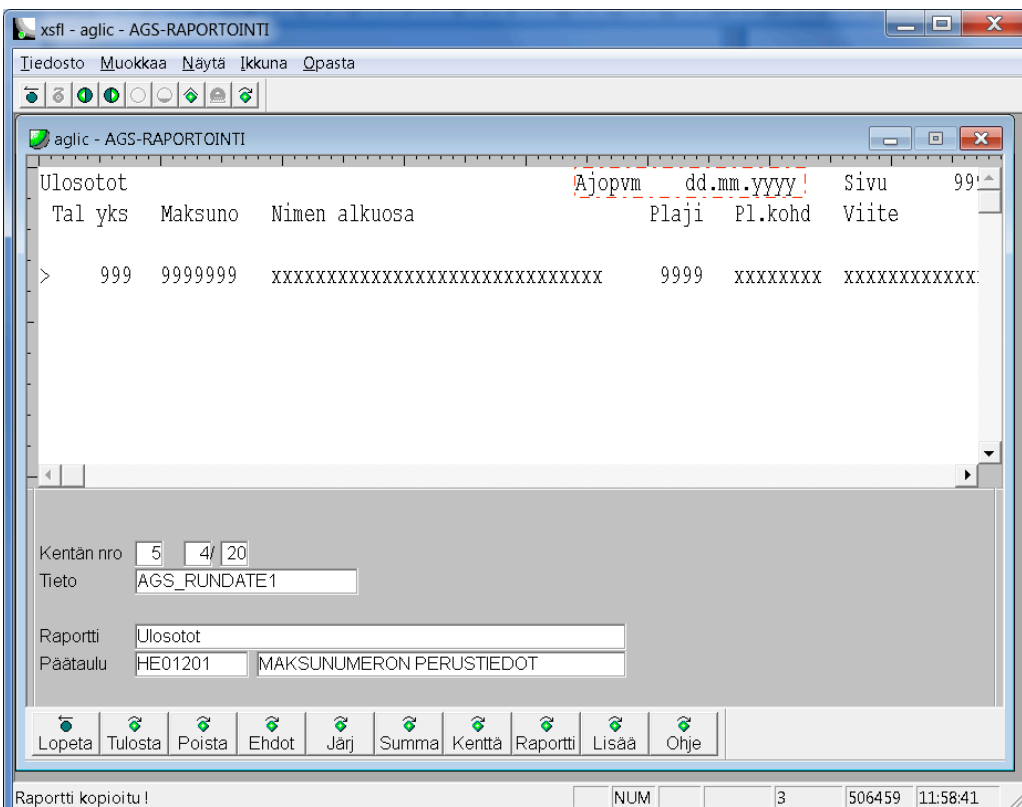 xsfl - aglic - AGS-RAPORTOINTI
Tiedosto Muokkaa Näytä Ikkuna Opasta
aglic - AGS-RAPORTOINTI
Ulosotot Ajopvm dd.mm.yyyy Sivu 99
Tal yks Maksuno Nimen alkuosa Plaji Pl.kohd Viite
> 999 9999999 xxxxxxxxxxxxxxxxxxxxxxxxxxxxxx 9999 xxxxxxxx xxxxxxxxxxxxx
Kentän nro 5 4/ 20
Tieto AGS_RUNDATE1
Raportti Ulosotot
Päätaulu HE01201 MAKSUNUMERON PERUSTIEDOT
Lopeta Tulosta Poista Ehdot Järj Summa Kenttä Raportti Lisää Ohje
Raportti kopioitu ! NUM 3 506459 11:58:41